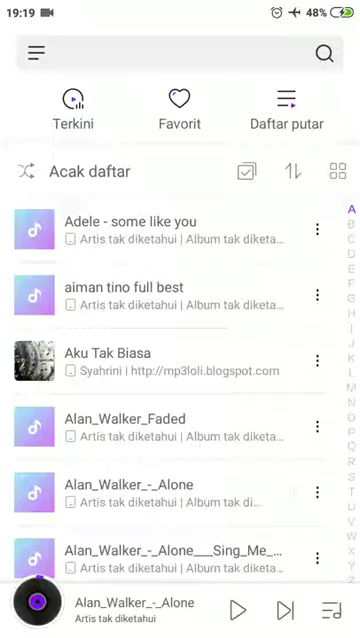 19:19
48%
Terkini
Favorit
Daftar putar
Acak daftar
Adele - some like you
Artis tak diketahui | Album tak diketa...
aiman tino full best
Artis tak diketahui | Album tak diketa...
Aku Tak Biasa
Syahrini | http://mp3loli.blogspot.com
Alan_Walker_Faded
Artis tak diketahui | Album tak diketa...
Alan_Walker_-_Alone
Artis tak diketahui | Album tak di...
Alan_Walker_-_Alone___Sing_Me_...
Artis tak diketahui | Album tak diketa...
Alan_Walker_-_Alone
Artis tak diketahui
A
B
C
D
E
F
G
H
I
J
K
L
M
N
O
P
Q
R
S
T
U
V
W
X
Y
Z